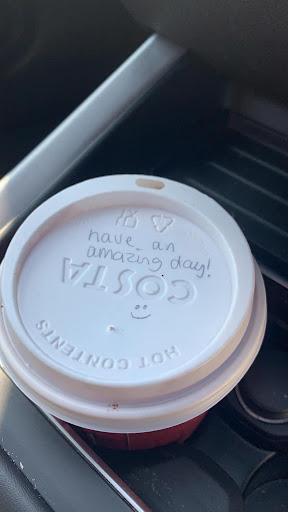 have an
amazing day!
COSTA
HOT CONTENTS